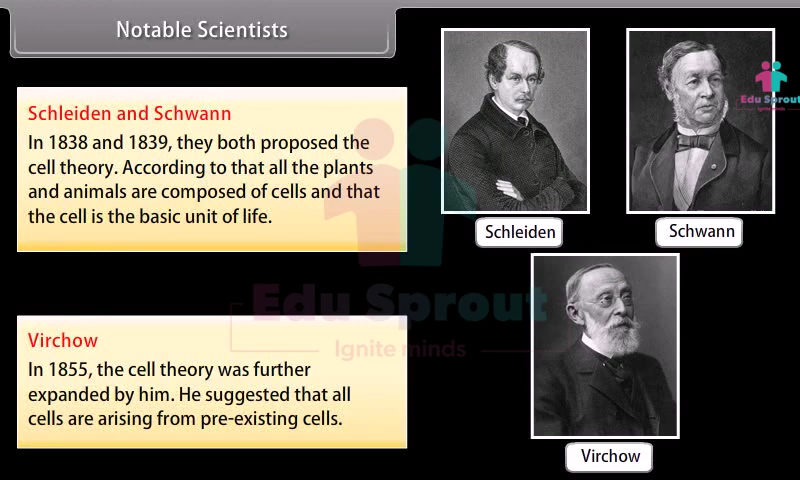 Notable Scientists
Schleiden and Schwann
In 1838 and 1839, they both proposed the
cell theory. According to that all the plants
and animals are composed of cells and that
the cell is the basic unit of life.
Schleiden
Schwann
Edu Sprout
Ignite minds
Edu Sprout
Ignite minds
Virchow
In 1855, the cell theory was further
expanded by him. He suggested that all
cells are arising from pre-existing cells.
Virchow